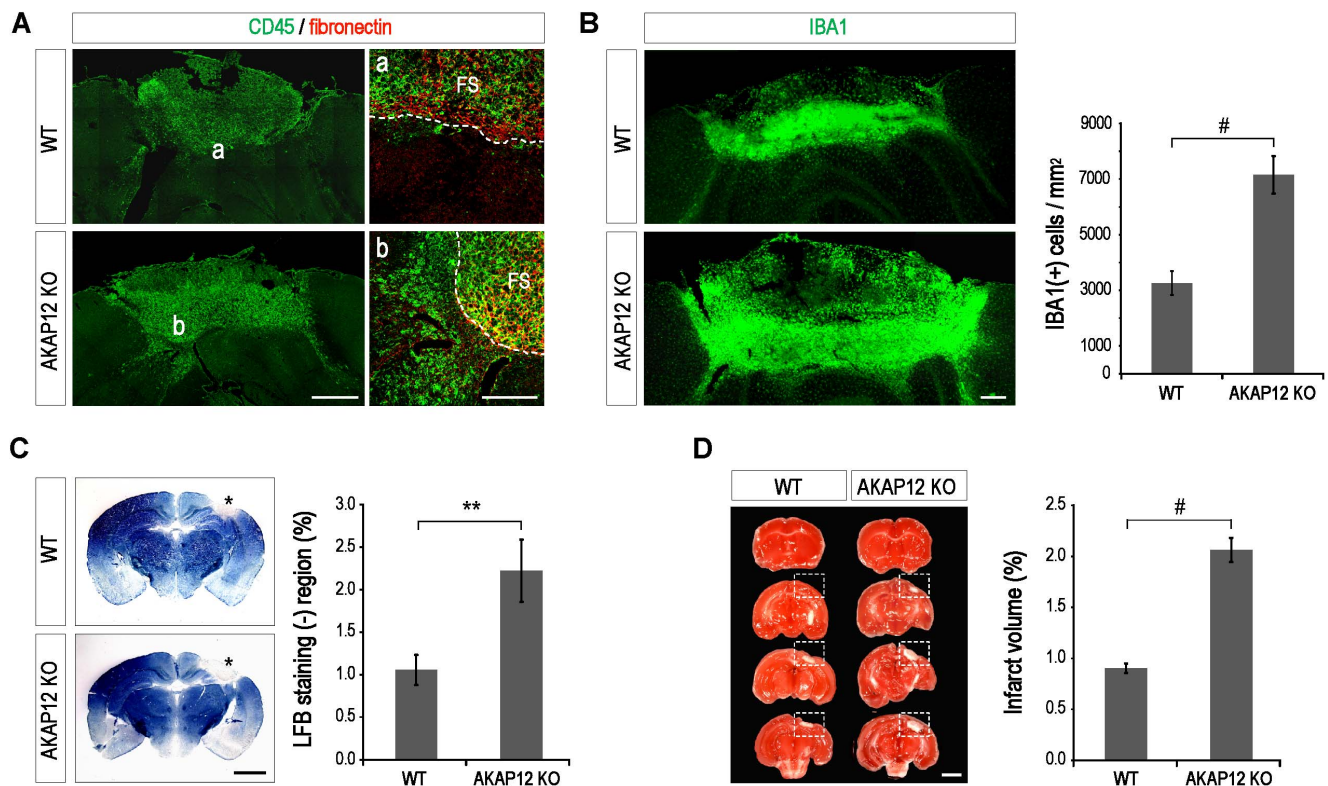 A
CD45 / fibronectin
WT
a
a
FS
AKAP12 KO
b
b
FS
B
IBA1
WT
AKAP12 KO
IBA1(+) cells / mm²
9000
7000
5000
3000
1000
0
#
WT
AKAP12 KO
C
WT
*
AKAP12 KO
*
LFB staining (-) region (%)
3.0
2.5
2.0
1.5
1.0
0.5
0.0
**
WT
AKAP12 KO
D
WT
AKAP12 KO
Infarct volume (%)
2.5
2.0
1.5
1.0
0.5
0.0
#
WT
AKAP12 KO